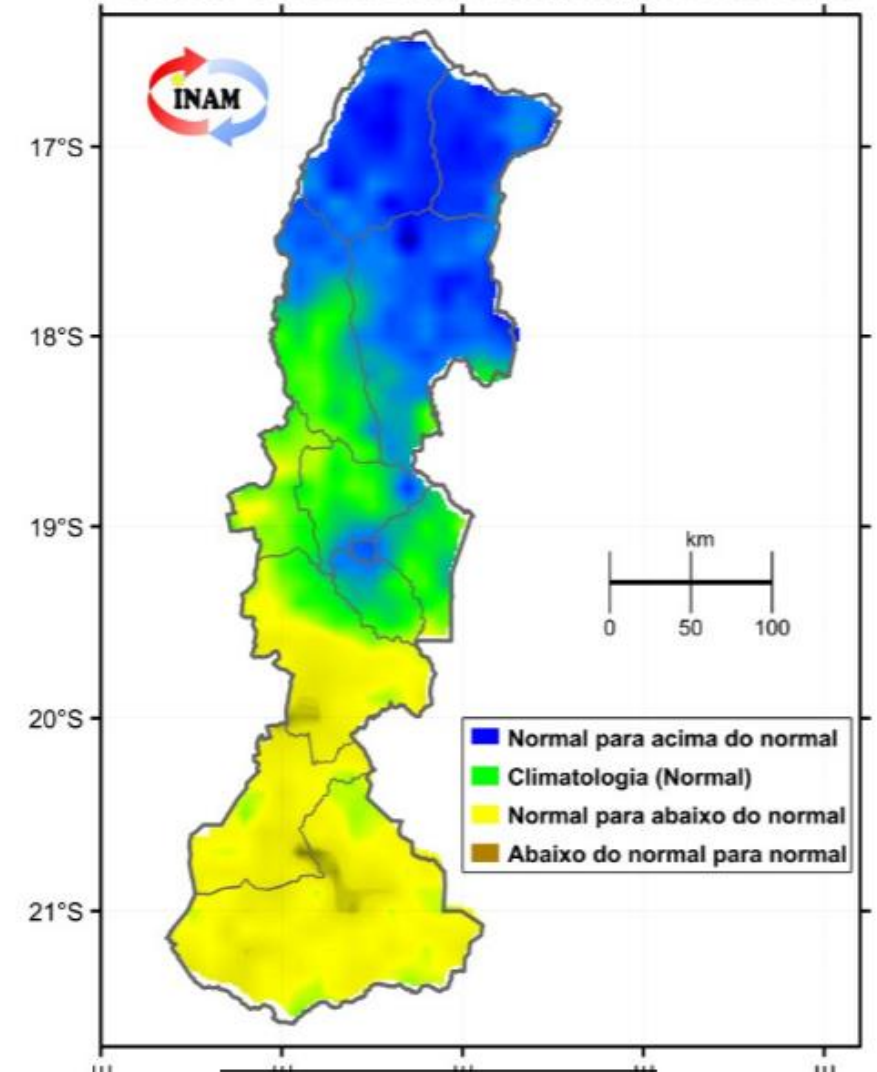 INAM
17°S
18°S
19°S
km
0 50 100
20°S
Normal para acima do normal
Climatologia (Normal)
Normal para abaixo do normal
Abaixo do normal para normal
21°S